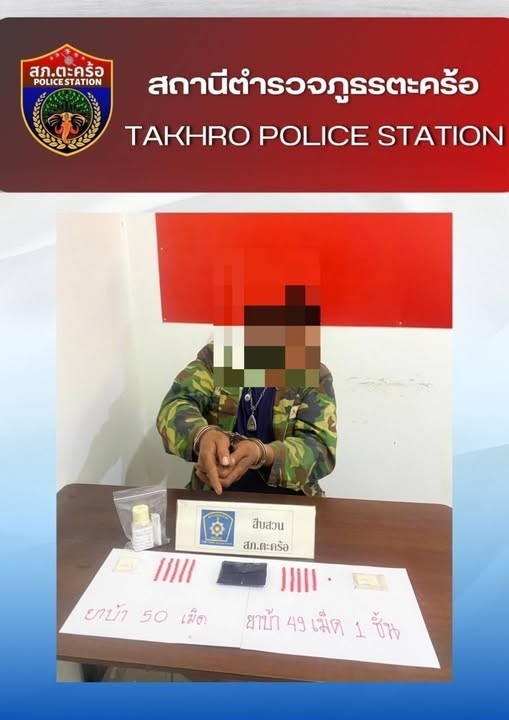 สภ.ตะคร้อ
POLICE STATION
สถานีตำรวจภูธรตะคร้อ
TAKHRO POLICE STATION
สืบสวน
สภ.ตะคร้อ
ยาบ้า 50 เม็ด
ยาบ้า 49 เม็ด 1 ชิ้น